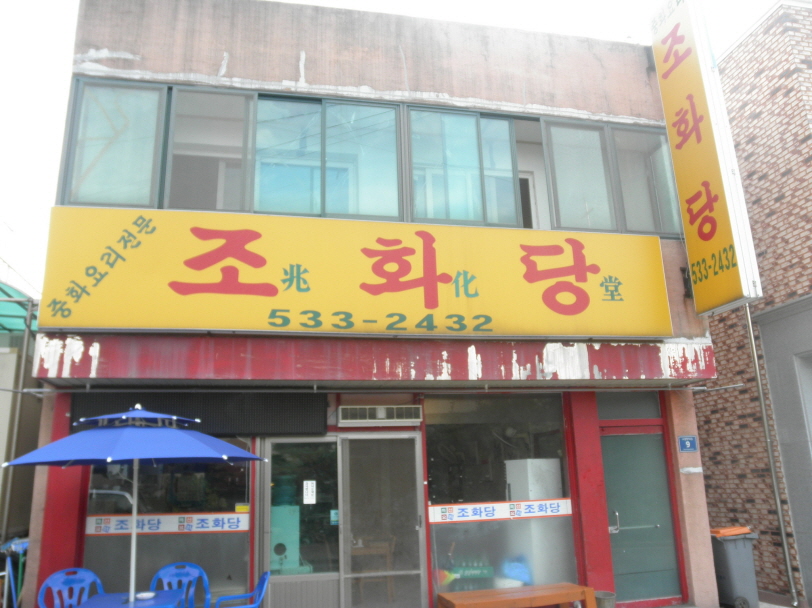 중화요리전문
조兆 화化 당堂
533-2432
조
화
당
533-2432
조화당 조화당
조화당 조화당
9